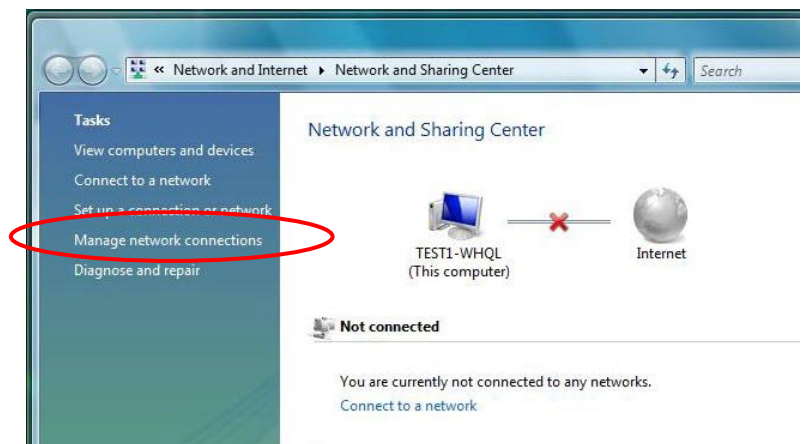 « Network and Internet ▸ Network and Sharing Center
Search
Tasks
View computers and devices
Connect to a network
Set up a connection or network
Manage network connections
Diagnose and repair
Network and Sharing Center
TEST1-WHQL
(This computer)
Internet
Not connected
You are currently not connected to any networks.
Connect to a network